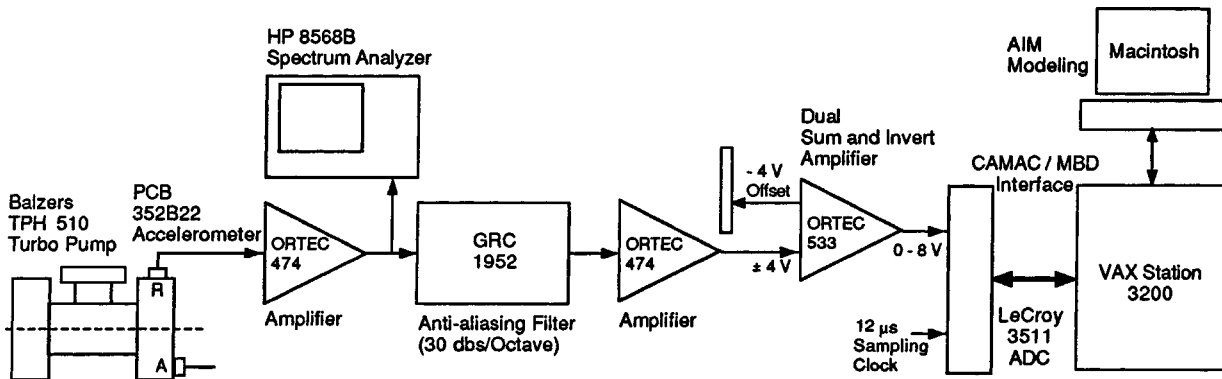 HP 8568B
Spectrum Analyzer
AIM
Modeling
Macintosh
Dual
Sum and Invert
Amplifier
- 4 V
Offset
CAMAC / MBD
Interface
Balzers
TPH 510
Turbo Pump
PCB
352B22
Accelerometer
ORTEC
474
GRC
1952
ORTEC
474
± 4 V
ORTEC
533
0 - 8 V
VAX Station
3200
R
A
Amplifier
Anti-aliasing Filter
(30 dbs/Octave)
Amplifier
12 µs
Sampling
Clock
LeCroy
3511
ADC